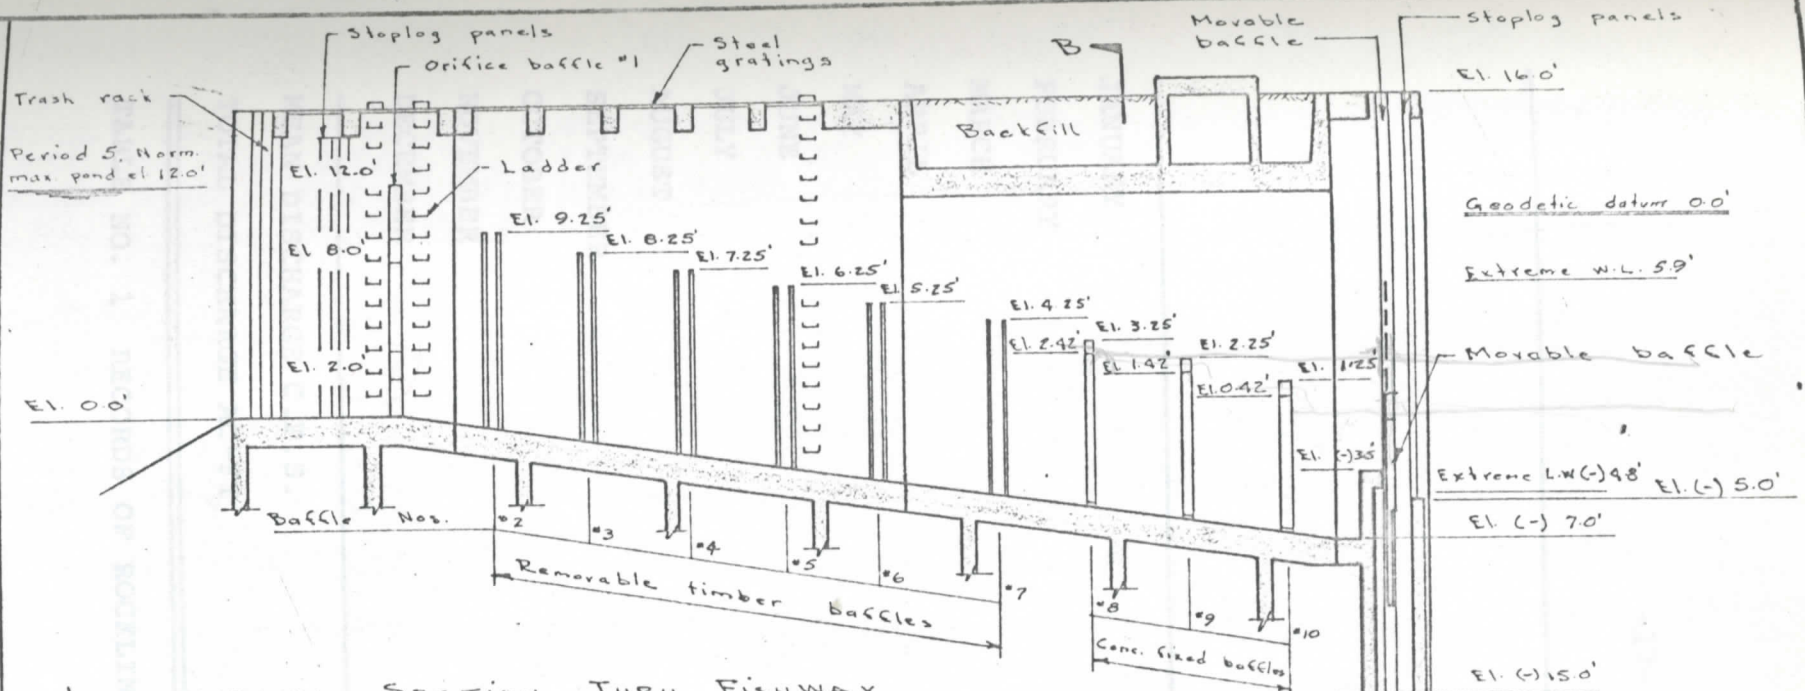 Stoplog panels
Orifice baffle #1
Steel
gratings
B
Movable
baffle
Stoplog panels
El. 16.0'
Trash rack
Period 5. Norm.
max. pond el 12.0'
El. 12.0'
Ladder
Backfill
El. 9.25'
El. 8.25'
El. 7.25'
El. 6.25'
El. 5.25'
El. 4.25'
El. 3.25'
El. 2.25'
El. 1.25'
El. 2.42'
El. 1.42'
El. 0.42'
Geodetic datum 0.0'
Extreme W.L. 5.9'
El. 8.0'
El. 2.0'
El. 0.0'
Movable baffle
El. (-)3.5'
Extreme L.W (-) 4.8'
El. (-) 5.0'
El. (-) 7.0'
Baffle Nos.
#2
#3
#4
#5
#6
#7
#8
#9
#10
Removable timber baffles
Conc. fixed baffles
El. (-) 15.0'
SECTION THRU FISHWAY